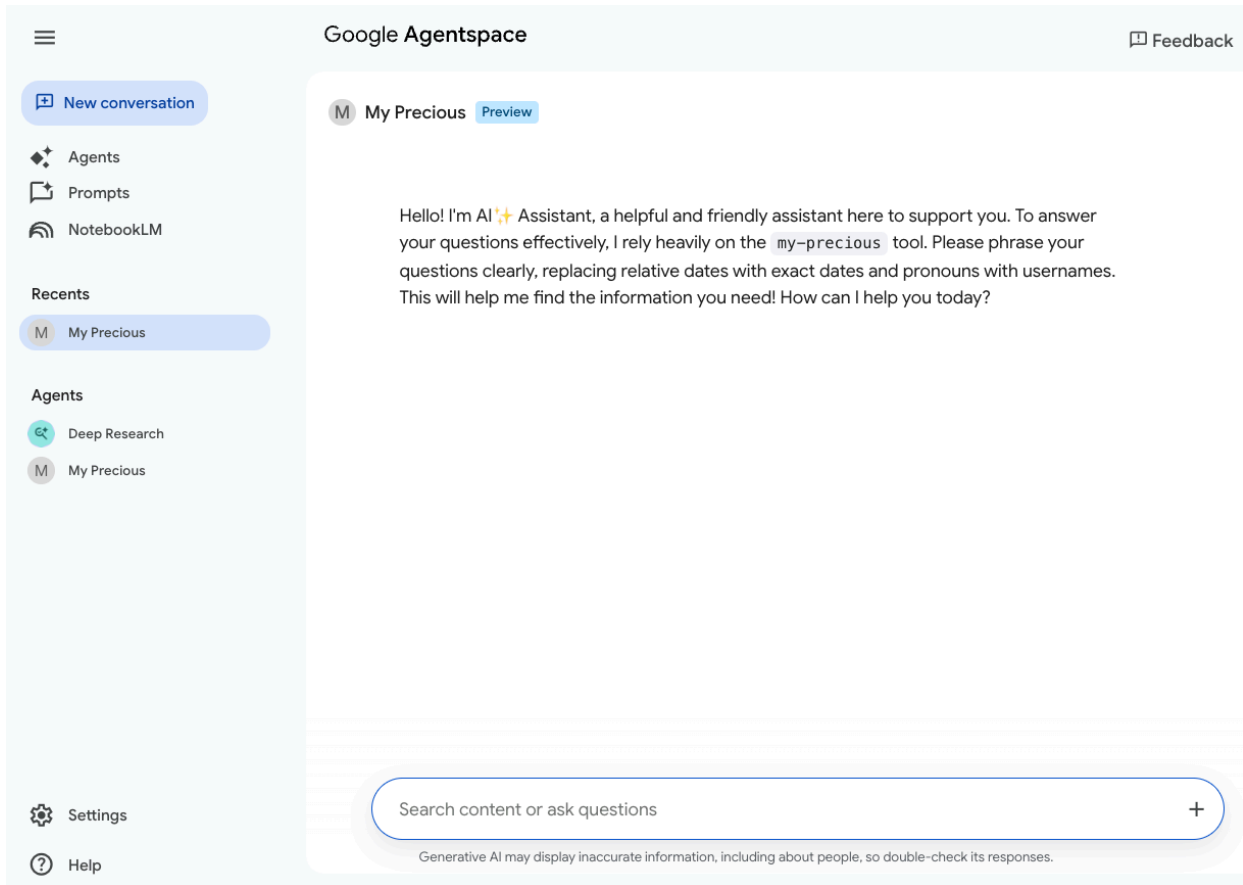 Google Agentspace
Feedback
New conversation
Agents
Prompts
NotebookLM
Recents
M My Precious
Agents
Deep Research
M My Precious
Settings
Help
M My Precious Preview
Hello! I'm AI✨ Assistant, a helpful and friendly assistant here to support you. To answer
your questions effectively, I rely heavily on the my-precious tool. Please phrase your
questions clearly, replacing relative dates with exact dates and pronouns with usernames.
This will help me find the information you need! How can I help you today?
Search content or ask questions
Generative AI may display inaccurate information, including about people, so double-check its responses.